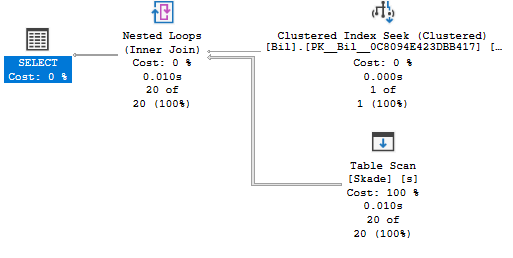 SELECT
Cost: 0 %
Nested Loops
(Inner Join)
Cost: 0 %
0.010s
20 of
20 (100%)
Clustered Index Seek (Clustered)
[Bil].[PK__Bil__0C8094E423DBB417] […
Cost: 0 %
0.000s
1 of
1 (100%)
Table Scan
[Skade] [s]
Cost: 100 %
0.010s
20 of
20 (100%)